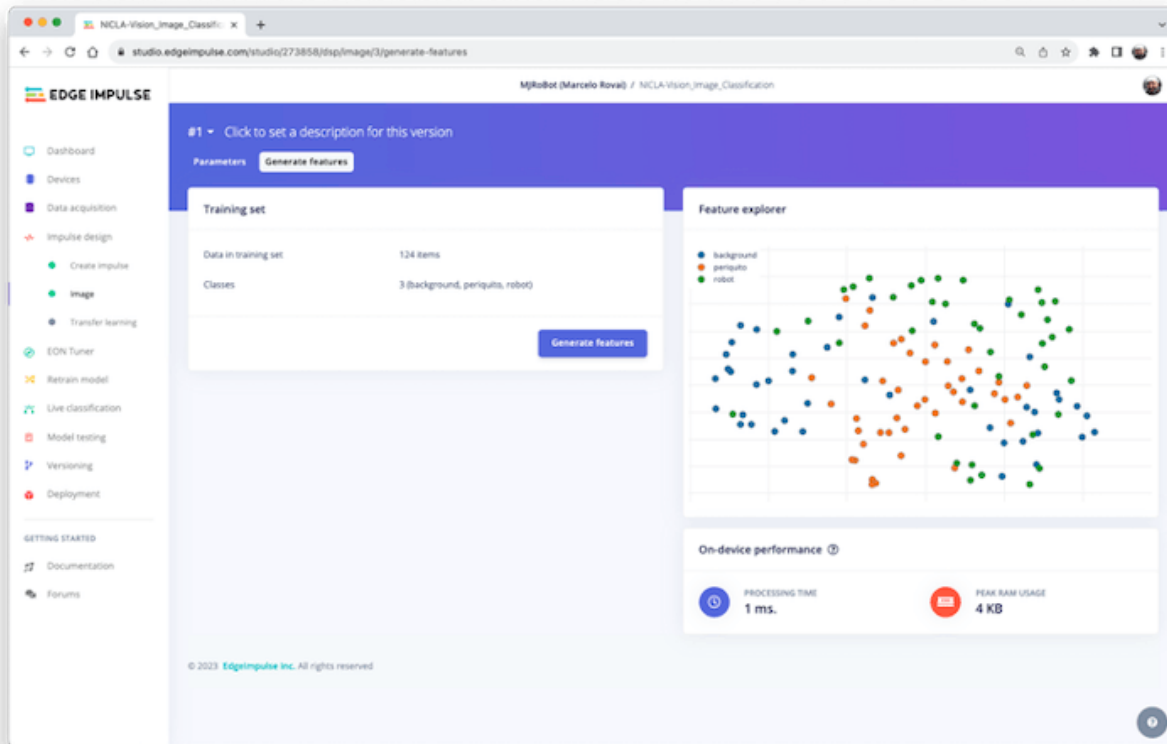 NICLA-Vision_Image_Classific
studio.edgeimpulse.com/studio/273858/dsp/image/3/generate-features
EDGE IMPULSE
MJRoBot (Marcelo Rovai) / NICLA-Vision_Image_Classification
Dashboard
Devices
Data acquisition
Impulse design
Create impulse
Image
Transfer learning
EON Tuner
Retrain model
Live classification
Model testing
Versioning
Deployment
GETTING STARTED
Documentation
Forums
#1 Click to set a description for this version
Parameters Generate features
Training set
Data in training set 124 items
Classes 3 (background, periquito, robot)
Generate features
Feature explorer
background
periquito
robot
On-device performance
PROCESSING TIME
1 ms.
PEAK RAM USAGE
4 KB
© 2023 EdgeImpulse Inc. All rights reserved